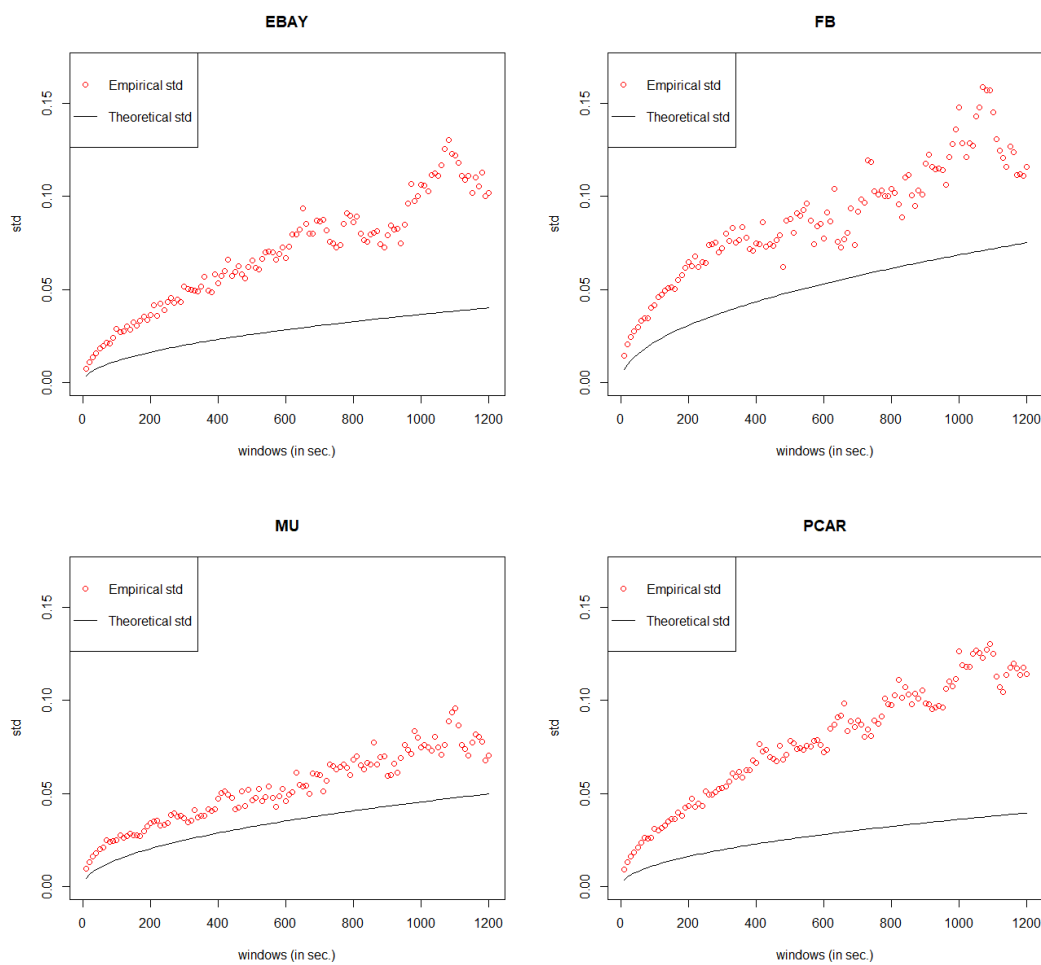 EBAY
Empirical std
Theoretical std
std
0.00
0.05
0.10
0.15
0 200 400 600 800 1000 1200
windows (in sec.)
FB
Empirical std
Theoretical std
std
0.00
0.05
0.10
0.15
0 200 400 600 800 1000 1200
windows (in sec.)
MU
Empirical std
Theoretical std
std
0.00
0.05
0.10
0.15
0 200 400 600 800 1000 1200
windows (in sec.)
PCAR
Empirical std
Theoretical std
std
0.00
0.05
0.10
0.15
0 200 400 600 800 1000 1200
windows (in sec.)